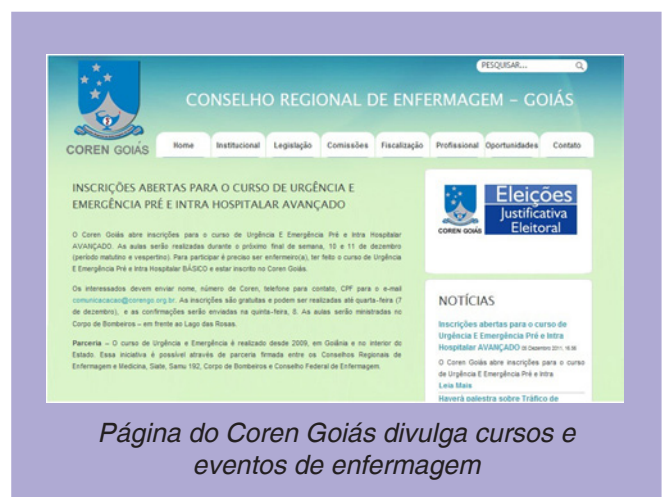 PESQUISAR...
CONSELHO REGIONAL DE ENFERMAGEM – GOIÁS
COREN GOIÁS
Home Institucional Legislação Comissões Fiscalização Profissional Oportunidades Contato
INSCRIÇÕES ABERTAS PARA O CURSO DE URGÊNCIA E
EMERGÊNCIA PRÉ E INTRA HOSPITALAR AVANÇADO
O Coren Goiás abre inscrições para o curso de Urgência E Emergência Pré e Intra Hospitalar
AVANÇADO. As aulas serão realizadas durante o próximo final de semana, 10 e 11 de dezembro
(período matutino e vespertino). Para participar é preciso ser enfermeiro(a), ter feito o curso de Urgência
E Emergência Pré e Intra Hospitalar BÁSICO e estar inscrito no Coren Goiás.
Os interessados devem enviar nome, número de Coren, telefone para contato, CPF para o e-mail
comunicacacao@corengo.org.br. As inscrições são gratuitas e podem ser realizadas até quarta-feira (7
de dezembro), e as confirmações serão enviadas na quinta-feira, 8. As aulas serão ministradas no
Corpo de Bombeiros – em frente ao Lago das Rosas.
Parceria – O curso de Urgência e Emergência é realizado desde 2009, em Goiânia e no interior do
Estado. Essa iniciativa é possível através de parceria firmada entre os Conselhos Regionais de
Enfermagem e Medicina, Siate, Samu 192, Corpo de Bombeiros e Conselho Federal de Enfermagem.
COREN GOIÁS
Eleições
Justificativa
Eleitoral
NOTÍCIAS
Inscrições abertas para o curso de
Urgência E Emergência Pré e Intra
Hospitalar AVANÇADO 05 Dezembro 2011, 16:59
O Coren Goiás abre inscrições para o curso
de Urgência E Emergência Pré e Intra
Leia Mais
Haverá palestra sobre Tráfico de
Página do Coren Goiás divulga cursos e
eventos de enfermagem